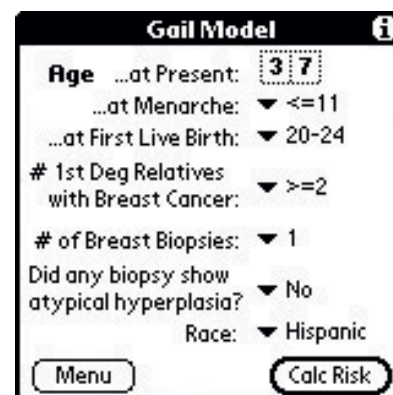 Gail Model i
Age ...at Present: 37
...at Menarche: <=11
...at First Live Birth: 20-24
# 1st Deg Relatives
with Breast Cancer: >=2
# of Breast Biopsies: 1
Did any biopsy show
atypical hyperplasia? No
Race: Hispanic
Menu Calc Risk